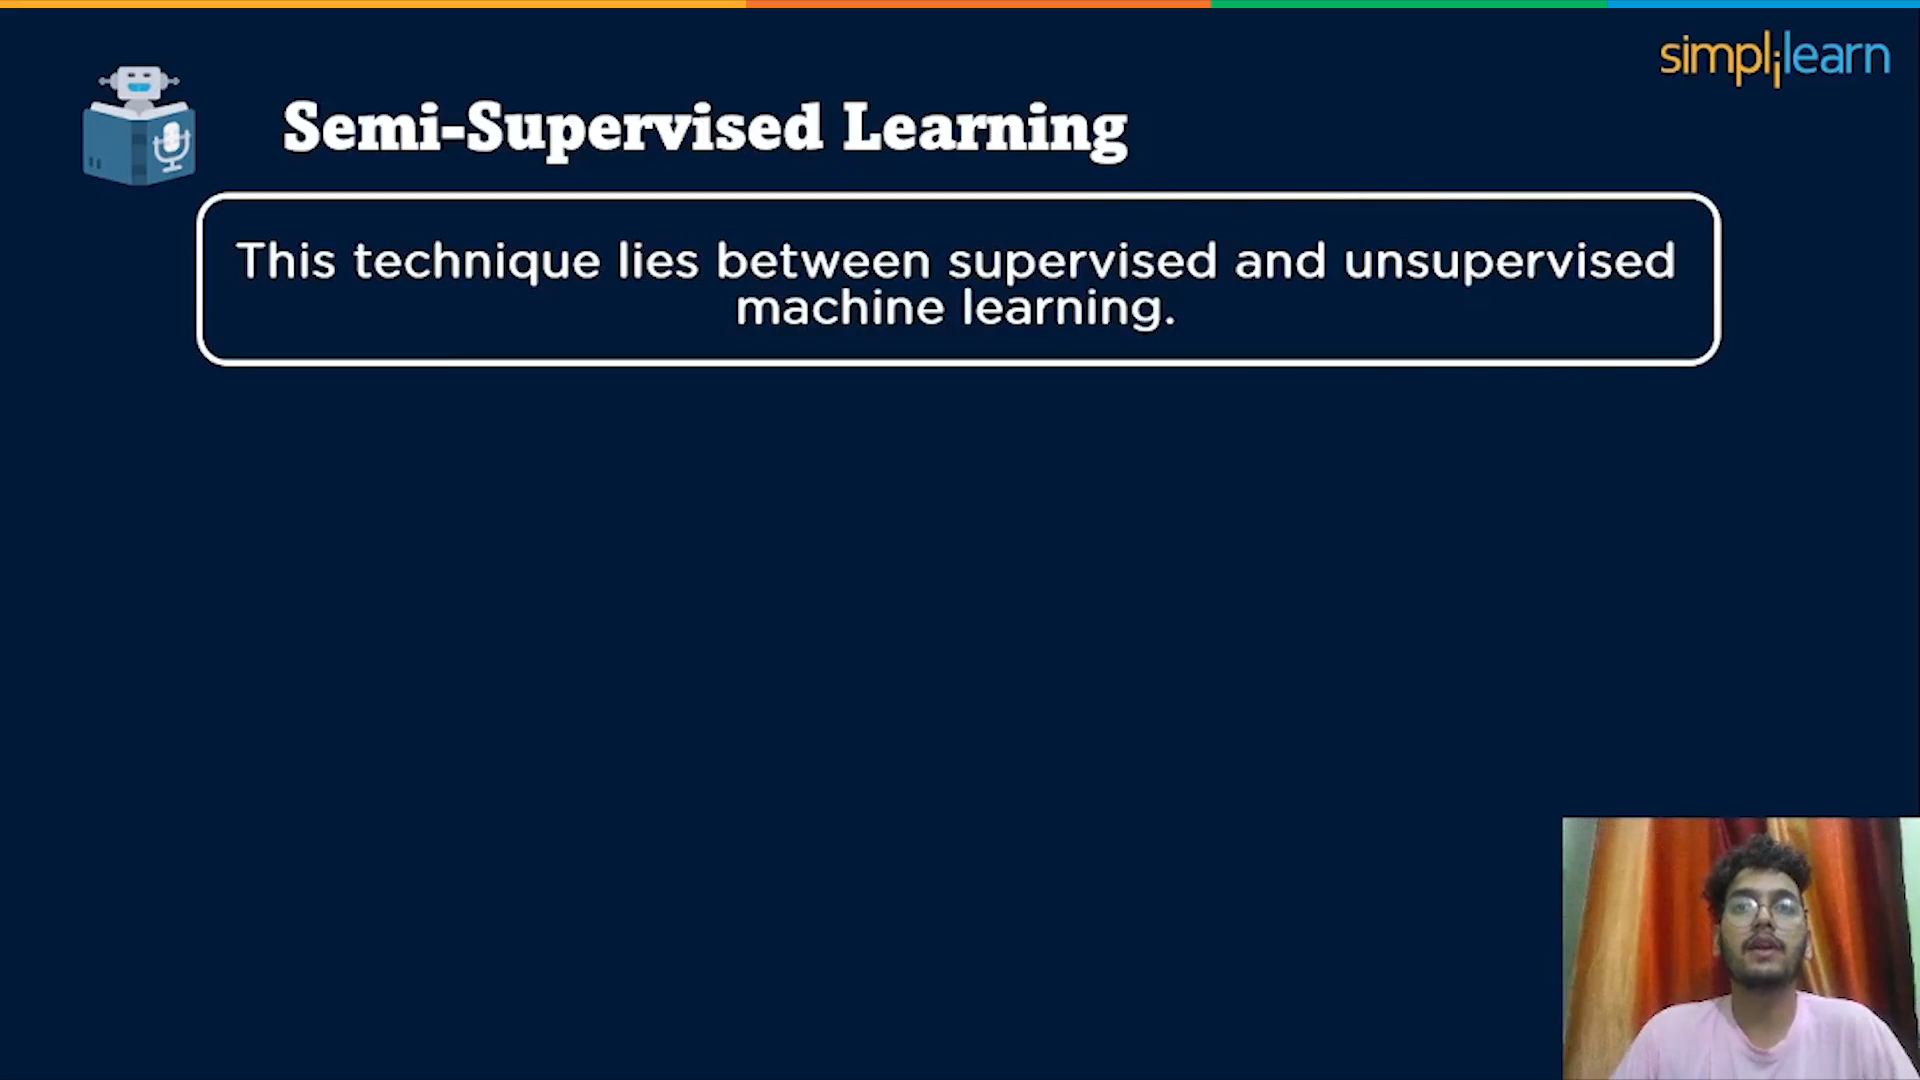 simplilearn
Semi-Supervised Learning
This technique lies between supervised and unsupervised
machine learning.